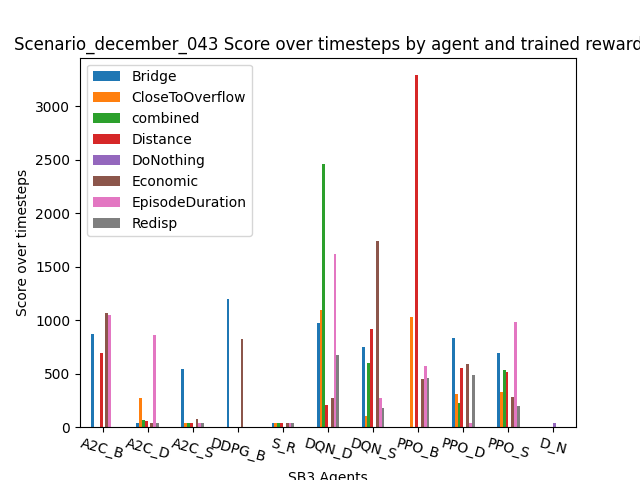 Scenario_december_043 Score over timesteps by agent and trained reward
Score over timesteps
3000
2500
2000
1500
1000
500
0
Bridge
CloseToOverflow
combined
Distance
DoNothing
Economic
EpisodeDuration
Redisp
A2C_B
A2C_D
A2C_S
DDPG_B
S_R
DQN_D
DQN_S
PPO_B
PPO_D
PPO_S
D_N
SB3 Agents